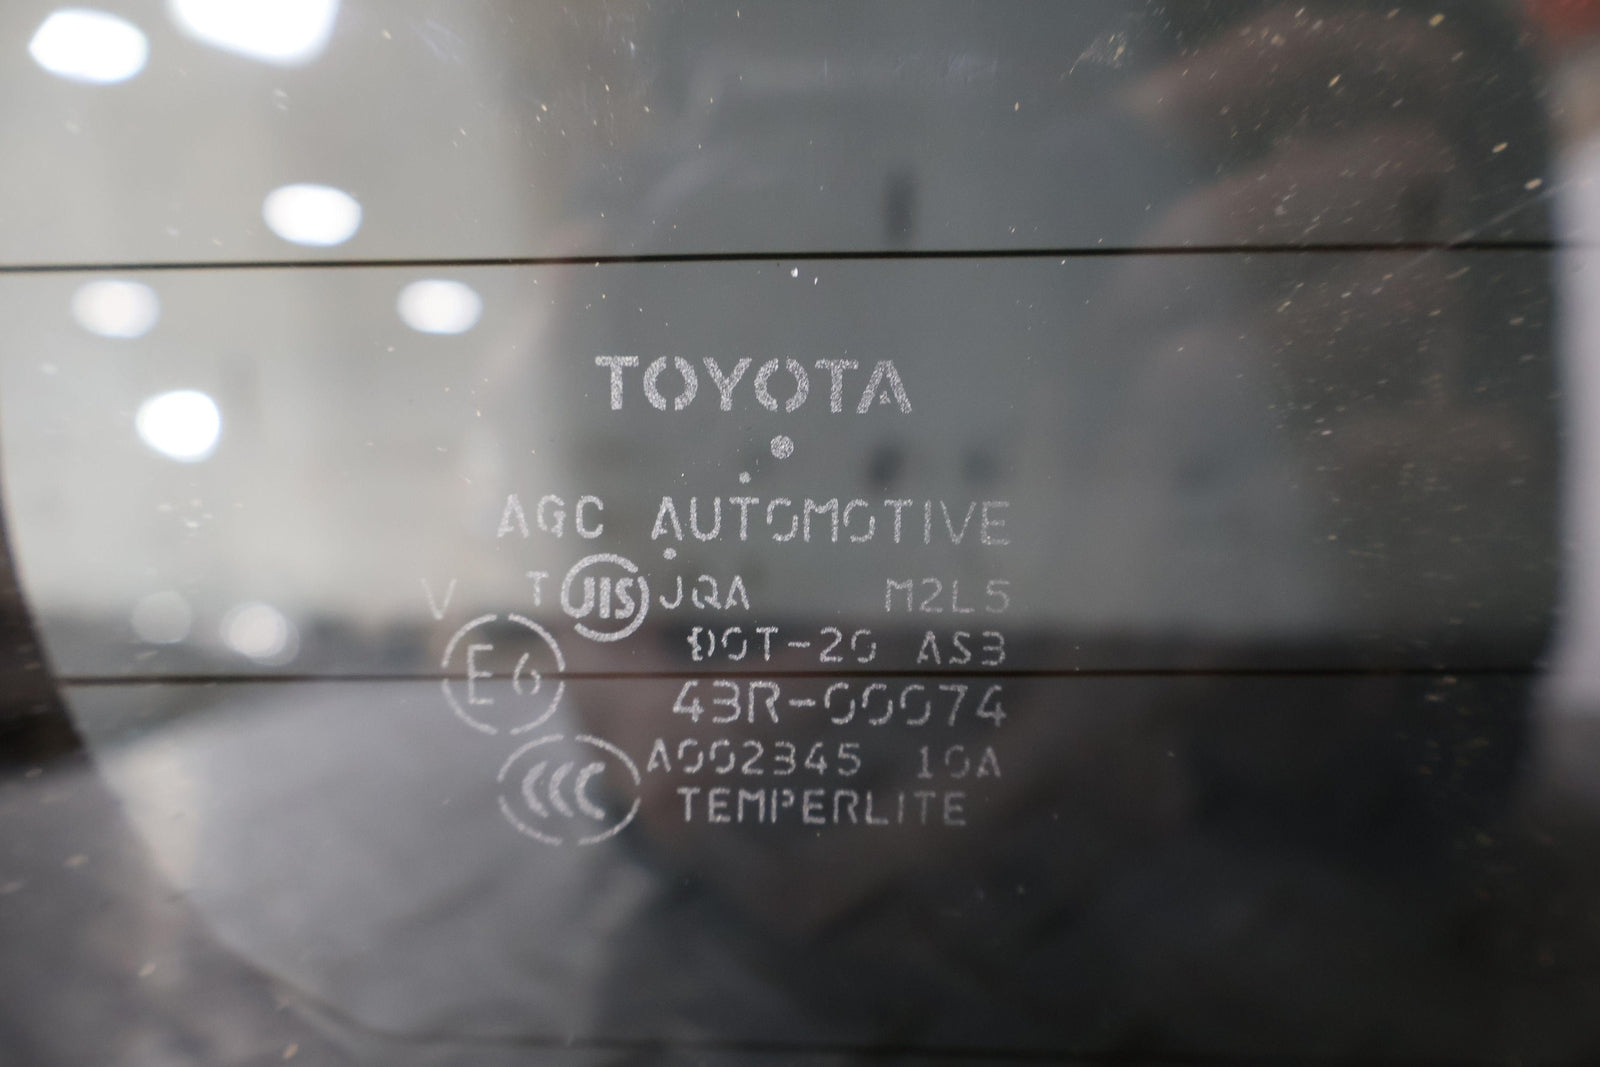 TOYOTA
AGC AUTOMOTIVE
V T JIS JQA M2L5
DOT-20 AS3
E6 43R-00074
CCC A002345 10A
TEMPERLITE